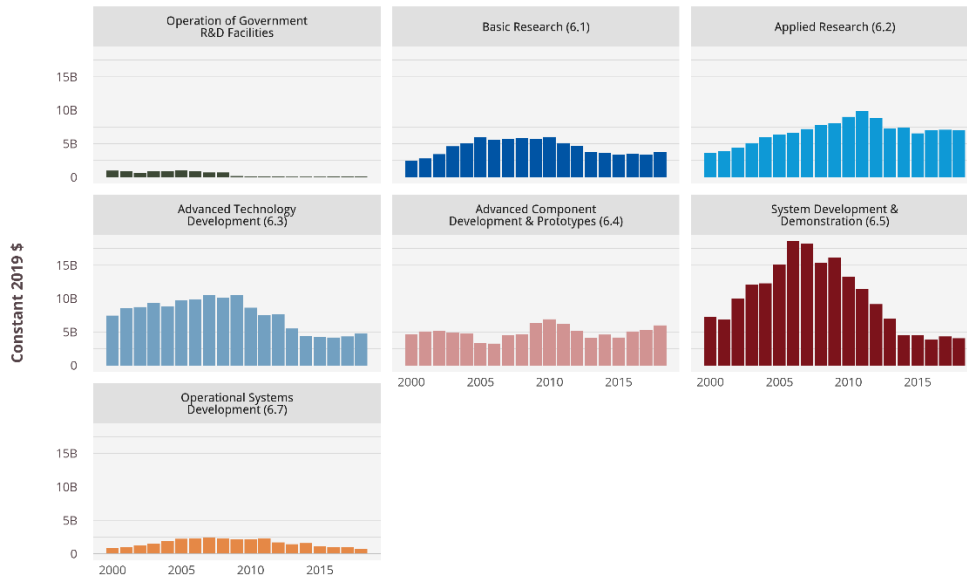 Operation of Government
R&D Facilities
Basic Research (6.1)
Applied Research (6.2)
15B
10B
5B
0
Advanced Technology
Development (6.3)
Advanced Component
Development & Prototypes (6.4)
System Development &
Demonstration (6.5)
Constant 2019 $
15B
10B
5B
0
2000 2005 2010 2015
2000 2005 2010 2015
Operational Systems
Development (6.7)
15B
10B
5B
0
2000 2005 2010 2015